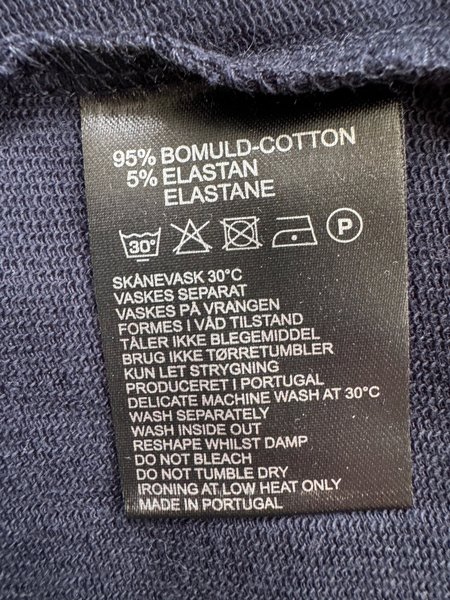 95% BOMULD-COTTON
5% ELASTAN
ELASTANE
30° P
SKÅNEVASK 30°C
VASKES SEPARAT
VASKES PÅ VRANGEN
FORMES I VÅD TILSTAND
TÅLER IKKE BLEGEMIDDEL
BRUG IKKE TØRRETUMBLER
KUN LET STRYGNING
PRODUCERET I PORTUGAL
DELICATE MACHINE WASH AT 30°C
WASH SEPARATELY
WASH INSIDE OUT
RESHAPE WHILST DAMP
DO NOT BLEACH
DO NOT TUMBLE DRY
IRONING AT LOW HEAT ONLY
MADE IN PORTUGAL